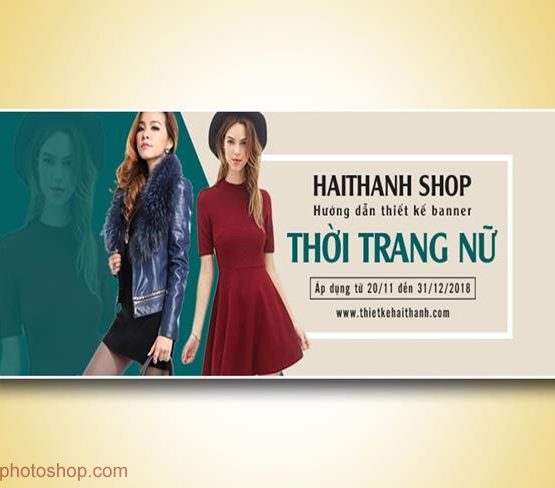 HAITHANH SHOP
Hướng dẫn thiết kế banner
THỜI TRANG NỮ
Áp dụng từ 20/11 đến 31/12/2018
www.thietkehaithanh.com
photoshop.com